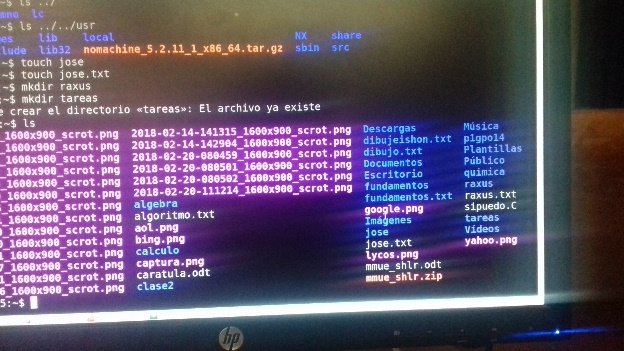 ~$ ls ../
mno lc
~$ ls ../../usr
es lib local NX share
lude lib32 nomachine_5.2.11_1_x86_64.tar.gz sbin src
:~$ touch jose
:~$ touch jose.txt
:~$ mkdir raxus
:~$ mkdir tareas
e crear el directorio «tareas»: El archivo ya existe
:~$ ls
_1600x900_scrot.png 2018-02-14-141315_1600x900_scrot.png Descargas Música
_1600x900_scrot.png 2018-02-14-142904_1600x900_scrot.png dibujeishon.txt p1gpo14
_1600x900_scrot.png 2018-02-20-080459_1600x900_scrot.png dibujo.txt Plantillas
_1600x900_scrot.png 2018-02-20-080501_1600x900_scrot.png Documentos Público
_1600x900_scrot.png 2018-02-20-080502_1600x900_scrot.png Escritorio quimica
_1600x900_scrot.png 2018-02-20-111214_1600x900_scrot.png fundamentos raxus
_1600x900_scrot.png algebra fundamentos.txt raxus.txt
_1600x900_scrot.png algoritmo.txt google.png sipuedo.C
_1600x900_scrot.png aol.png Imágenes tareas
_1600x900_scrot.png bing.png jose Vídeos
_1600x900_scrot.png calculo jose.txt yahoo.png
7_1600x900_scrot.png captura.png lycos.png
_1600x900_scrot.png caratula.odt mmue_shlr.odt
6_1600x900_scrot.png clase2 mmue_shlr.zip
5:~$
hp